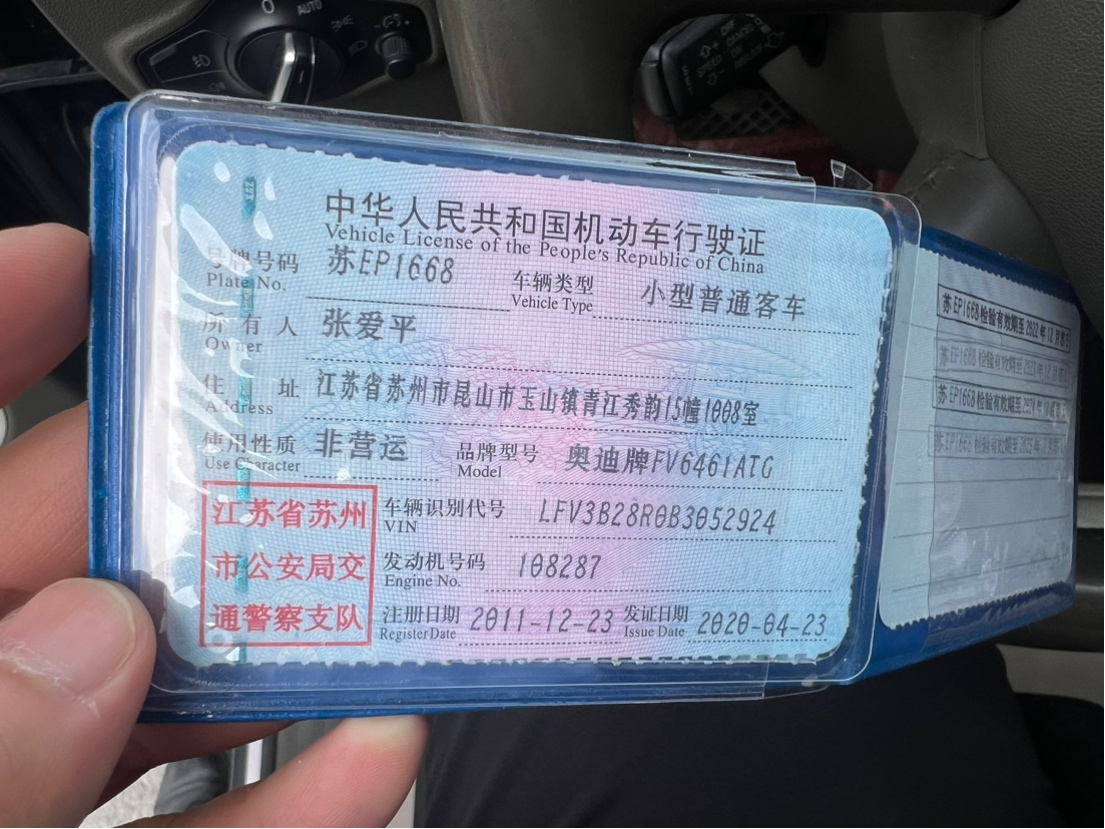 AUTO
中华人民共和国机动车行驶证
Vehicle License of the People's Republic of China
号牌号码 苏EP1668 车辆类型 小型普通客车
Plate No. Vehicle Type
所有人 张爱平
Owner
住址 江苏省苏州市昆山市玉山镇青江秀韵15幢1008室
Address
使用性质 非营运 品牌型号 奥迪牌FV6461ATG
Use Character Model
江苏省苏州
市公安局交
通警察支队
车辆识别代号 LFV3B28R0B3052924
VIN
发动机号码 108287
Engine No.
注册日期 2011-12-23 发证日期 2020-04-23
Register Date Issue Date
苏EP1668检验有效期至2022年12月
苏EP1668检验有效期至
苏EP1668检验有效期至
苏EP1668检验有效期至